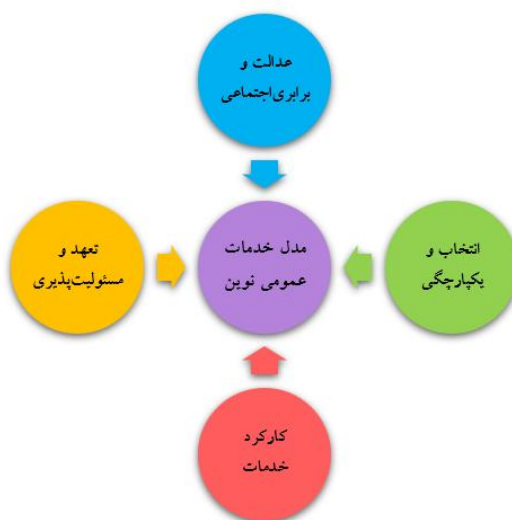 عدالت و
برابری‌اجتماعی
انتخاب و
یکپارچگی
مدل خدمات
عمومی نوین
تعهد و
مسئولیت‌پذیری
کارکرد
خدمات